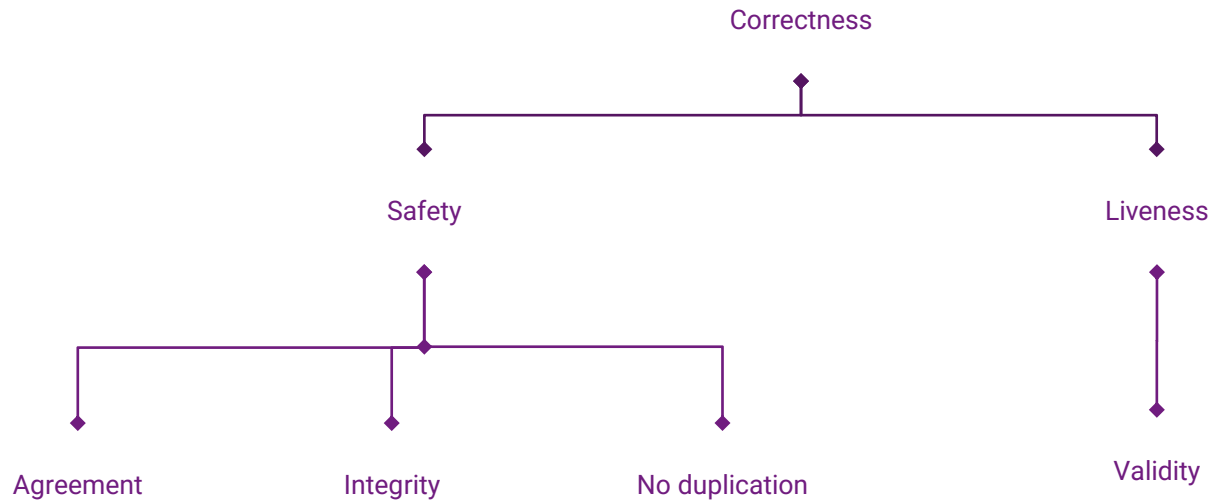 Correctness
Safety
Liveness
Agreement
Integrity
No duplication
Validity